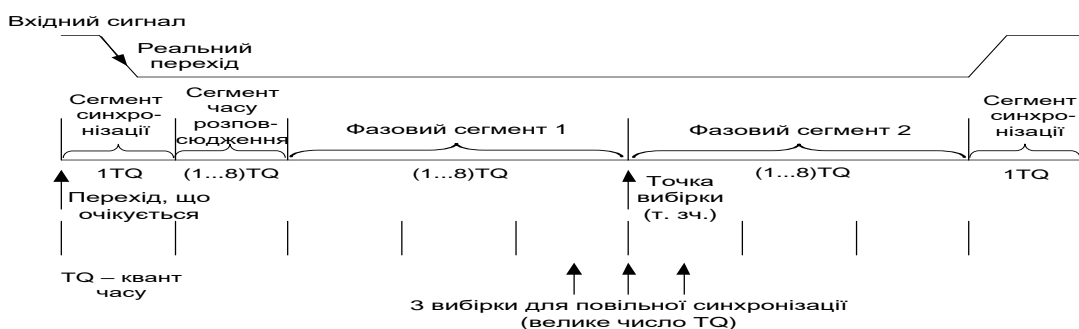 Вхідний сигнал
Реальний
перехід
Сегмент
синхро-
нізації
Сегмент
часу
розпов-
сюдження
Фазовий сегмент 1
Фазовий сегмент 2
Сегмент
синхро-
нізації
1TQ
(1...8)TQ
(1...8)TQ
(1...8)TQ
1TQ
Перехід, що
очікується
Точка
вибірки
(т. зч.)
TQ – квант
часу
3 вибірки для повільної синхронізації
(велике число TQ)